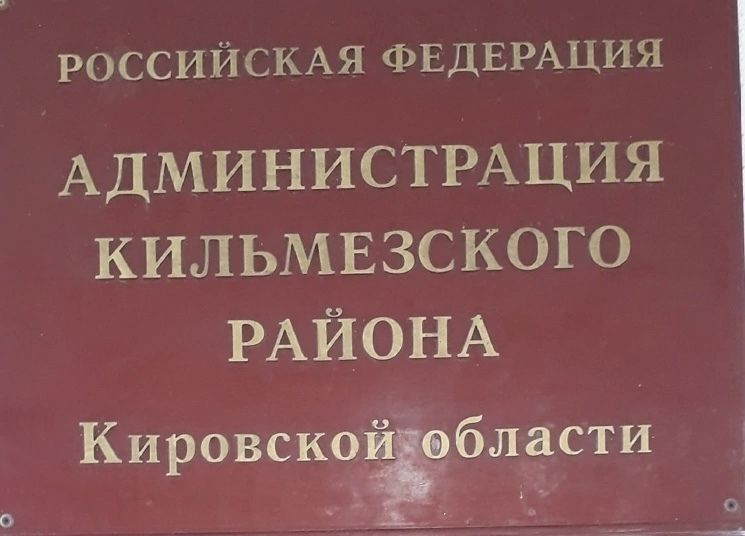 РОССИЙСКАЯ ФЕДЕРАЦИЯ
АДМИНИСТРАЦИЯ
КИЛЬМЕЗСКОГО
РАЙОНА
Кировской области